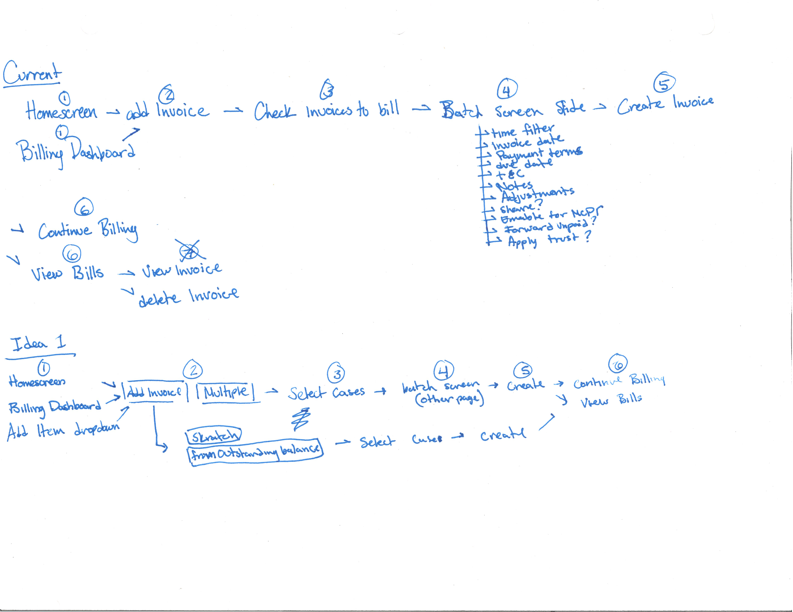 Current
① ② ③ ④ ⑤
Homescreen → add Invoice → Check Invoices to bill → Batch Screen Slide → Create Invoice
①
Billing Dashboard
time filter
Invoice date
Payment terms
due date
t&C
Notes
Adjustments
Share?
Enable for NCPr
Forward unpaid?
Apply trust?
⑥
Continue Billing
⑥ ⑦
View Bills → View Invoice
delete Invoice
Idea 1
① ② ③ ④ ⑤ ⑥
Homescreen
Billing Dashboard
Add Item dropdown
Add Invoice Multiple → Select Cases → batch screen → Create → Continue Billing
(other page)
View Bills
Skratch
from Outstanding balance → Select Cases → Create